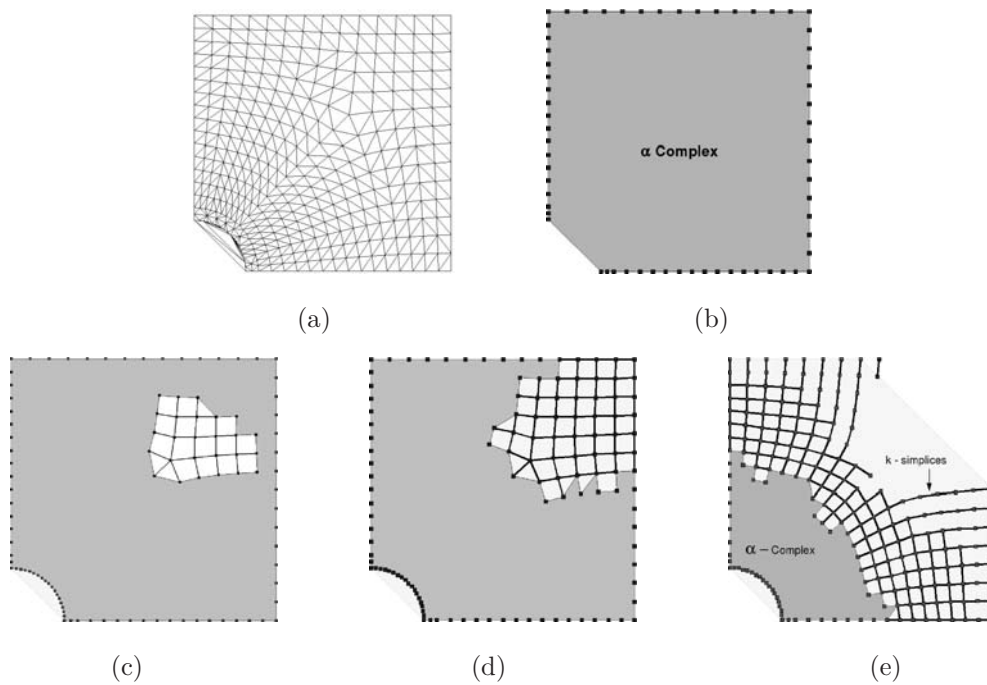 α Complex
(a)
(b)
k - simplices
α – Complex
(c)
(d)
(e)